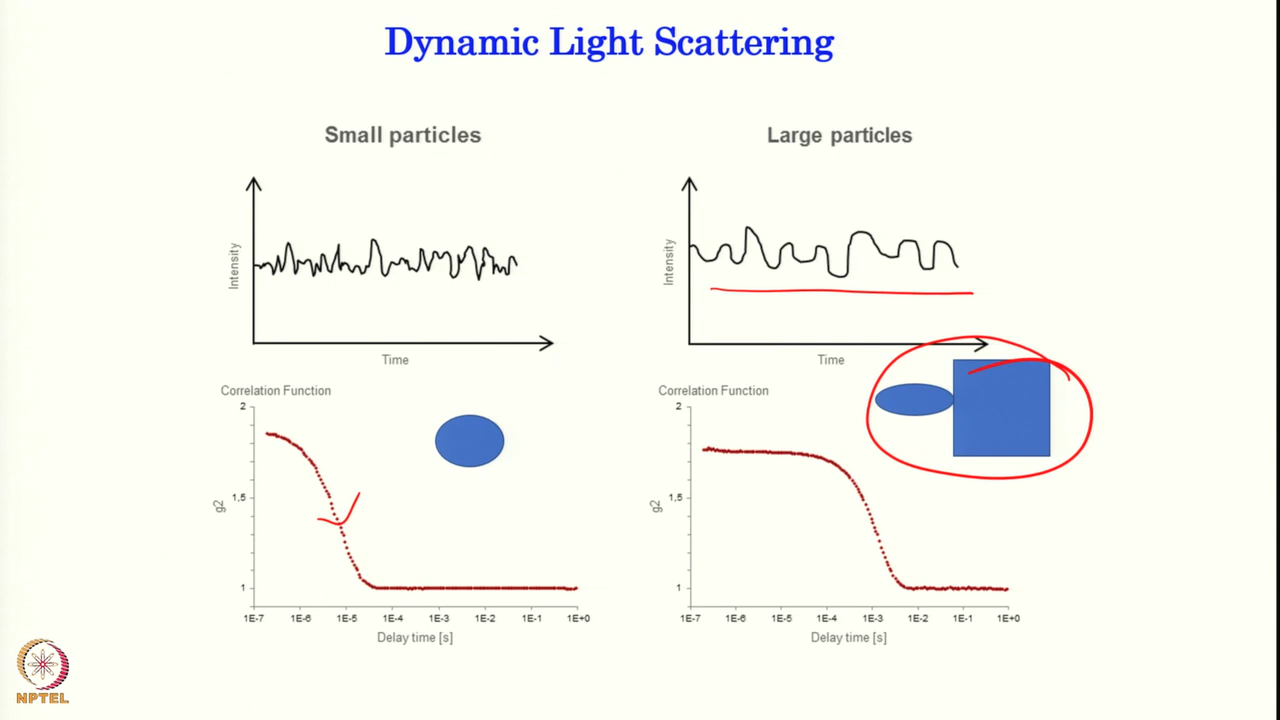 Dynamic Light Scattering
Small particles
Large particles
Intensity
Time
Intensity
Time
Correlation Function
2
1,5
1
g2
1E-7 1E-6 1E-5 1E-4 1E-3 1E-2 1E-1 1E+0
Delay time [s]
Correlation Function
2
1,5
1
g2
1E-7 1E-6 1E-5 1E-4 1E-3 1E-2 1E-1 1E+0
Delay time [s]
NPTEL